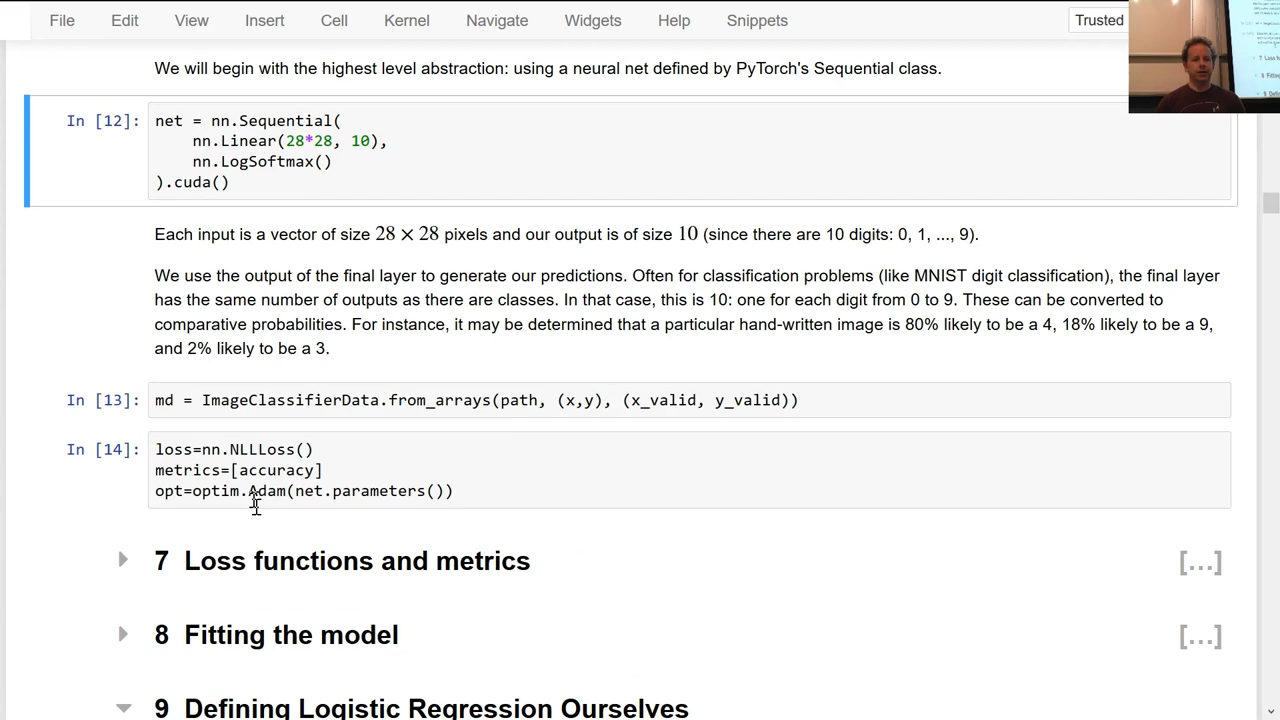 File Edit View Insert Cell Kernel Navigate Widgets Help Snippets Trusted
We will begin with the highest level abstraction: using a neural net defined by PyTorch's Sequential class.
In [12]: net = nn.Sequential(
nn.Linear(28*28, 10),
nn.LogSoftmax()
).cuda()
Each input is a vector of size 28 × 28 pixels and our output is of size 10 (since there are 10 digits: 0, 1, ..., 9).
We use the output of the final layer to generate our predictions. Often for classification problems (like MNIST digit classification), the final layer
has the same number of outputs as there are classes. In that case, this is 10: one for each digit from 0 to 9. These can be converted to
comparative probabilities. For instance, it may be determined that a particular hand-written image is 80% likely to be a 4, 18% likely to be a 9,
and 2% likely to be a 3.
In [13]: md = ImageClassifierData.from_arrays(path, (x,y), (x_valid, y_valid))
In [14]: loss=nn.NLLLoss()
metrics=[accuracy]
opt=optim.Adam(net.parameters())
7 Loss functions and metrics [...]
8 Fitting the model [...]
9 Defining Logistic Regression Ourselves